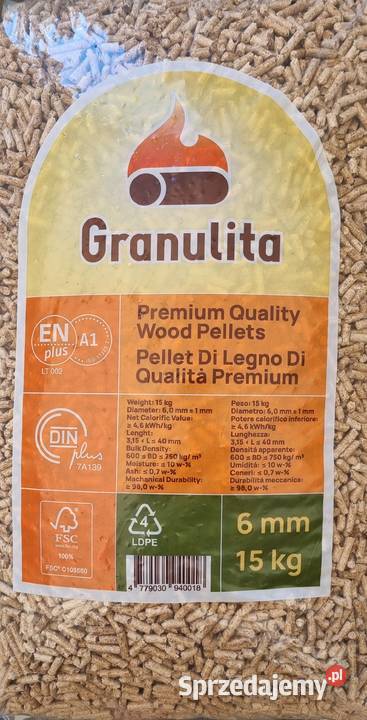 Granulita
EN
plus
A1
LT 002
Premium Quality
Wood Pellets
Pellet Di Legno Di
Qualità Premium
DIN
plus
7A139
Weight: 15 kg
Diameter: 6,0 mm ± 1 mm
Net Calorific Value:
≥ 4,6 kWh/kg
Lenght:
3,15 < L ≤ 40 mm
Bulk Density:
600 ≤ BD ≤ 750 kg/ m³
Moisture: ≤ 10 w-%
Ash: ≤ 0,7 w-%
Machanical Durability:
≥ 98,0 w-%
Peso: 15 kg
Diametro: 6,0 mm ± 1 mm
Potere calorifico inferiore:
≥ 4,6 kWh/kg
Lunghezza:
3,15 < L ≤ 40 mm
Densità apparente:
600 ≤ BD ≤ 750 kg/ m³
Umidità: ≤ 10 w-%
Ceneri: ≤ 0,7 w-%
Durabilità meccanica:
≥ 98,0 w-%
FSC
100%
4
LDPE
6 mm
15 kg
4 779030 940018
Sprzedajemy.pl